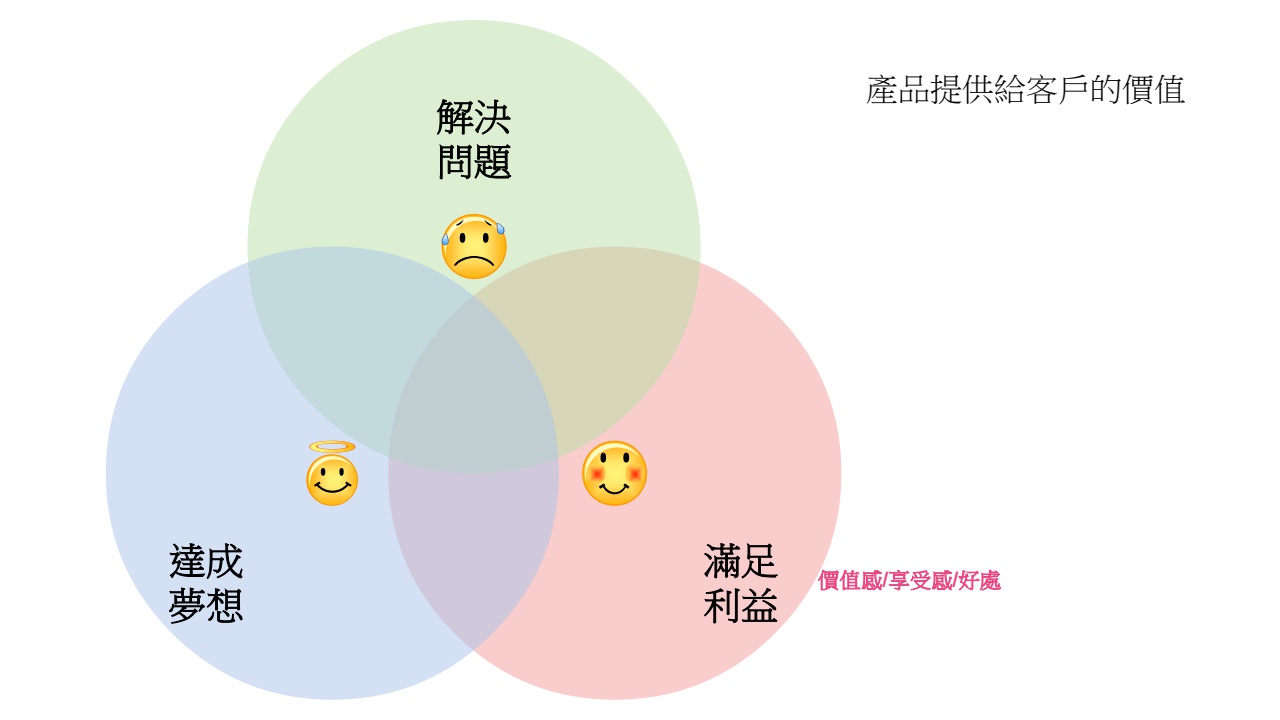 產品提供給客戶的價值
解決
問題
達成
夢想
滿足
利益
價值感/享受感/好處